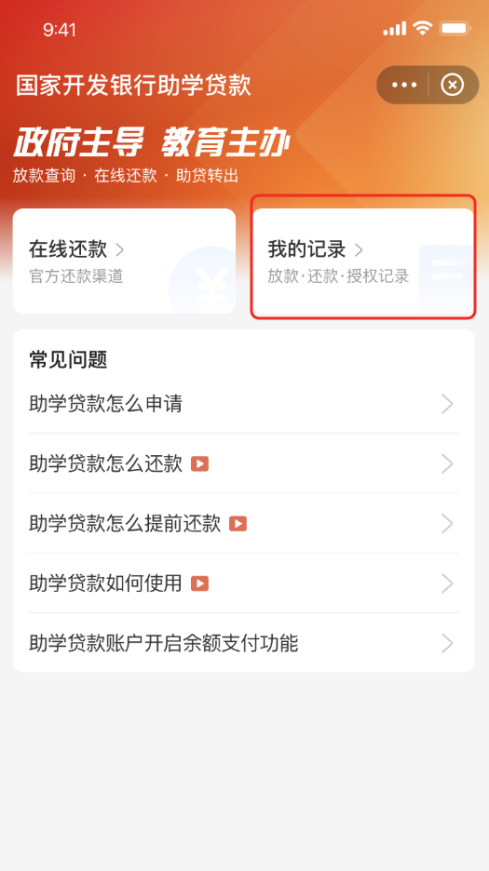 9:41
国家开发银行助学贷款
政府主导 教育主办
放款查询 · 在线还款 · 助贷转出
在线还款
官方还款渠道
我的记录
放款·还款·授权记录
常见问题
助学贷款怎么申请
助学贷款怎么还款
助学贷款怎么提前还款
助学贷款如何使用
助学贷款账户开启余额支付功能